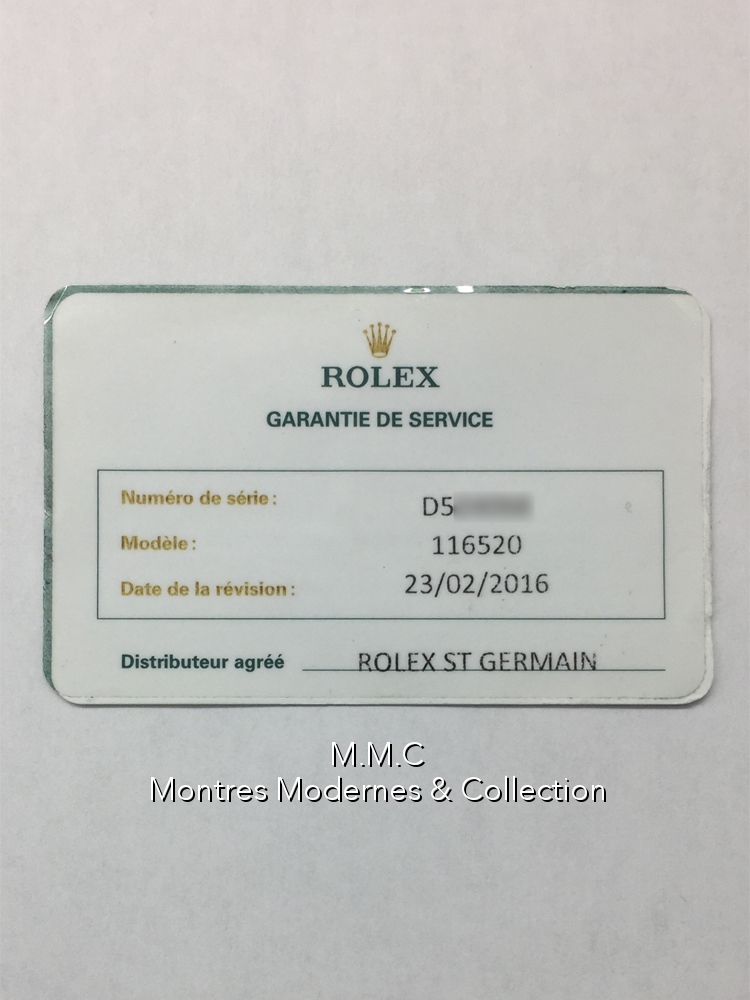 ROLEX
GARANTIE DE SERVICE
Numéro de série : D5
Modèle : 116520
Date de la révision : 23/02/2016
Distributeur agréé ROLEX ST GERMAIN
M.M.C
Montres Modernes & Collection